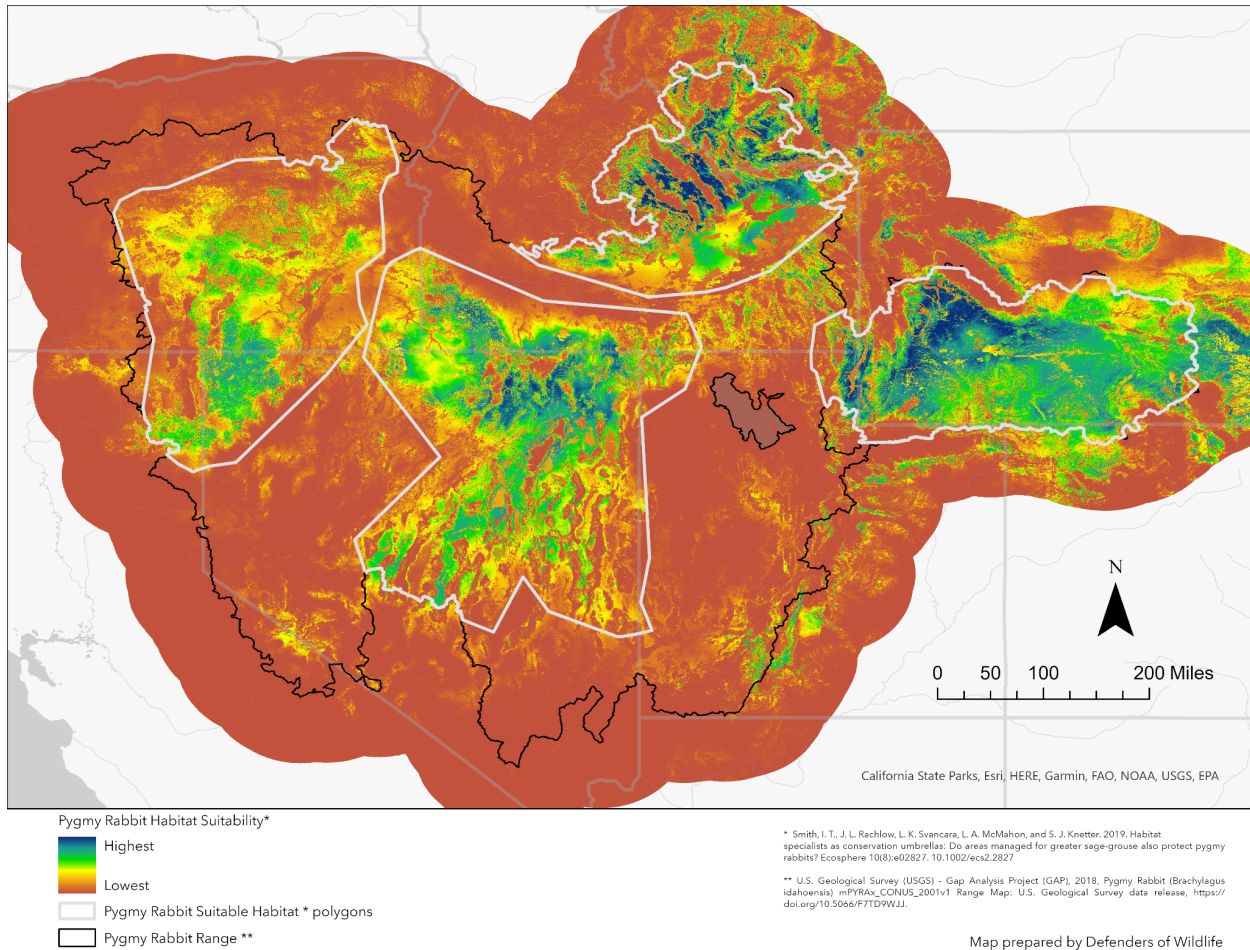 N
0 50 100 200 Miles
California State Parks, Esri, HERE, Garmin, FAO, NOAA, USGS, EPA
Pygmy Rabbit Habitat Suitability*
Highest
Lowest
Pygmy Rabbit Suitable Habitat * polygons
Pygmy Rabbit Range **
* Smith, I. T., J. L. Rachlow, L. K. Svancara, L. A. McMahon, and S. J. Knetter. 2019. Habitat
specialists as conservation umbrellas: Do areas managed for greater sage-grouse also protect pygmy
rabbits? Ecosphere 10(8):e02827. 10.1002/ecs2.2827
** U.S. Geological Survey (USGS) - Gap Analysis Project (GAP), 2018, Pygmy Rabbit (Brachylagus
idahoensis) mPYRAx_CONUS_2001v1 Range Map: U.S. Geological Survey data release, https://
doi.org/10.5066/F7TD9WJJ.
Map prepared by Defenders of Wildlife